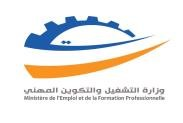 وزارة التشغيل والتكوين المهني
Ministère de l'Emploi et de la Formation Professionnelle